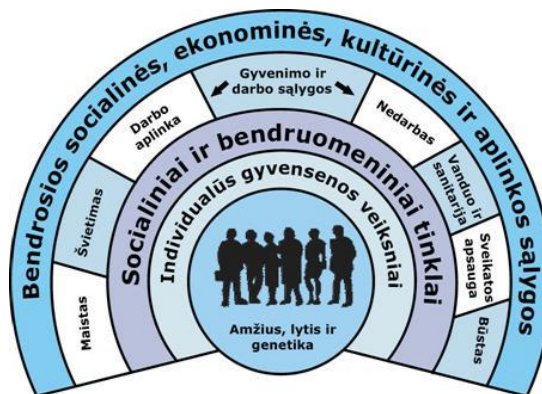 Bendrosios socialinės, ekonominės, kultūrinės ir aplinkos sąlygos
Gyvenimo ir
darbo sąlygos
Maistas
Švietimas
Darbo
aplinka
Nedarbas
Vanduo ir
sanitarija
Sveikatos
apsauga
Būstas
Socialiniai ir bendruomeniniai tinklai
Individualūs gyvensenos veiksniai
Amžius, lytis ir
genetika